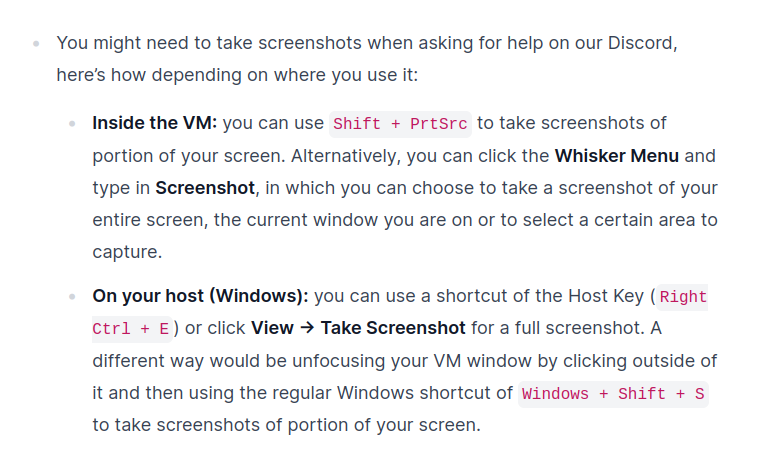 You might need to take screenshots when asking for help on our Discord,
here's how depending on where you use it:
Inside the VM: you can use Shift + PrtSrc to take screenshots of
portion of your screen. Alternatively, you can click the Whisker Menu and
type in Screenshot, in which you can choose to take a screenshot of your
entire screen, the current window you are on or to select a certain area to
capture.
On your host (Windows): you can use a shortcut of the Host Key (Right
Ctrl + E) or click View → Take Screenshot for a full screenshot. A
different way would be unfocusing your VM window by clicking outside of
it and then using the regular Windows shortcut of Windows + Shift + S
to take screenshots of portion of your screen.